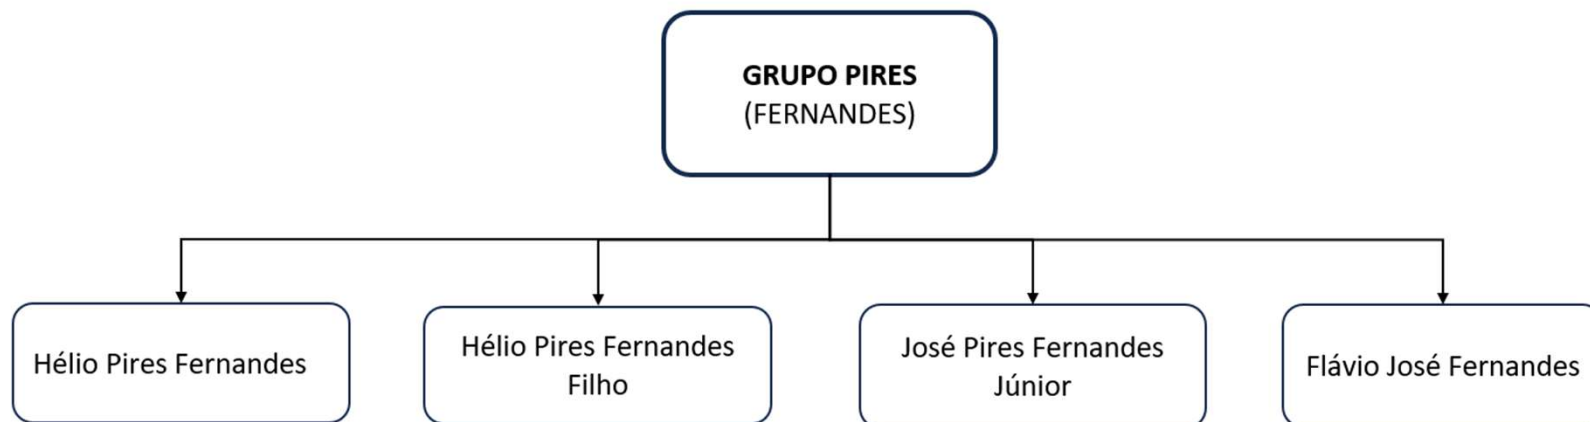 GRUPO PIRES
(FERNANDES)
Hélio Pires Fernandes
Hélio Pires Fernandes
Filho
José Pires Fernandes
Júnior
Flávio José Fernandes